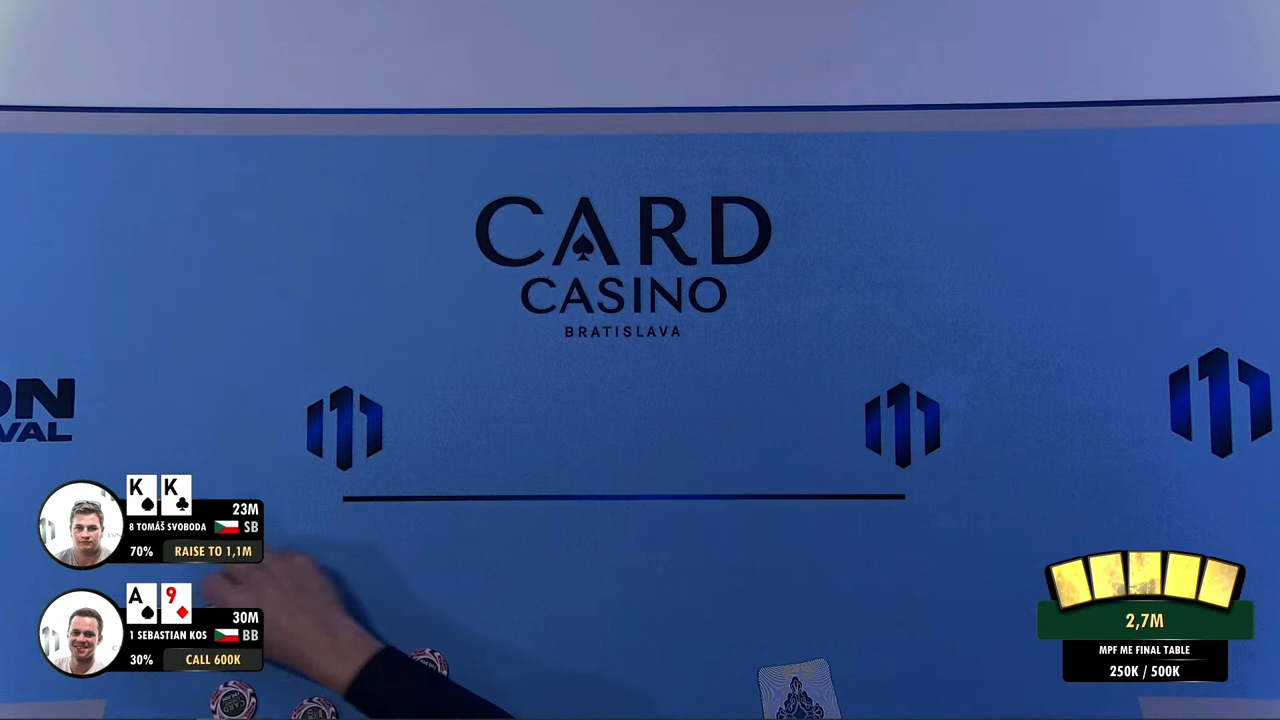 CARD
CASINO
BRATISLAVA
ON
VAL
K K
23M
8 TOMÁŠ SVOBODA SB
70% RAISE TO 1,1M
A 9
30M
1 SEBASTIAN KOS BB
30% CALL 600K
2,7M
MPF ME FINAL TABLE
250K / 500K